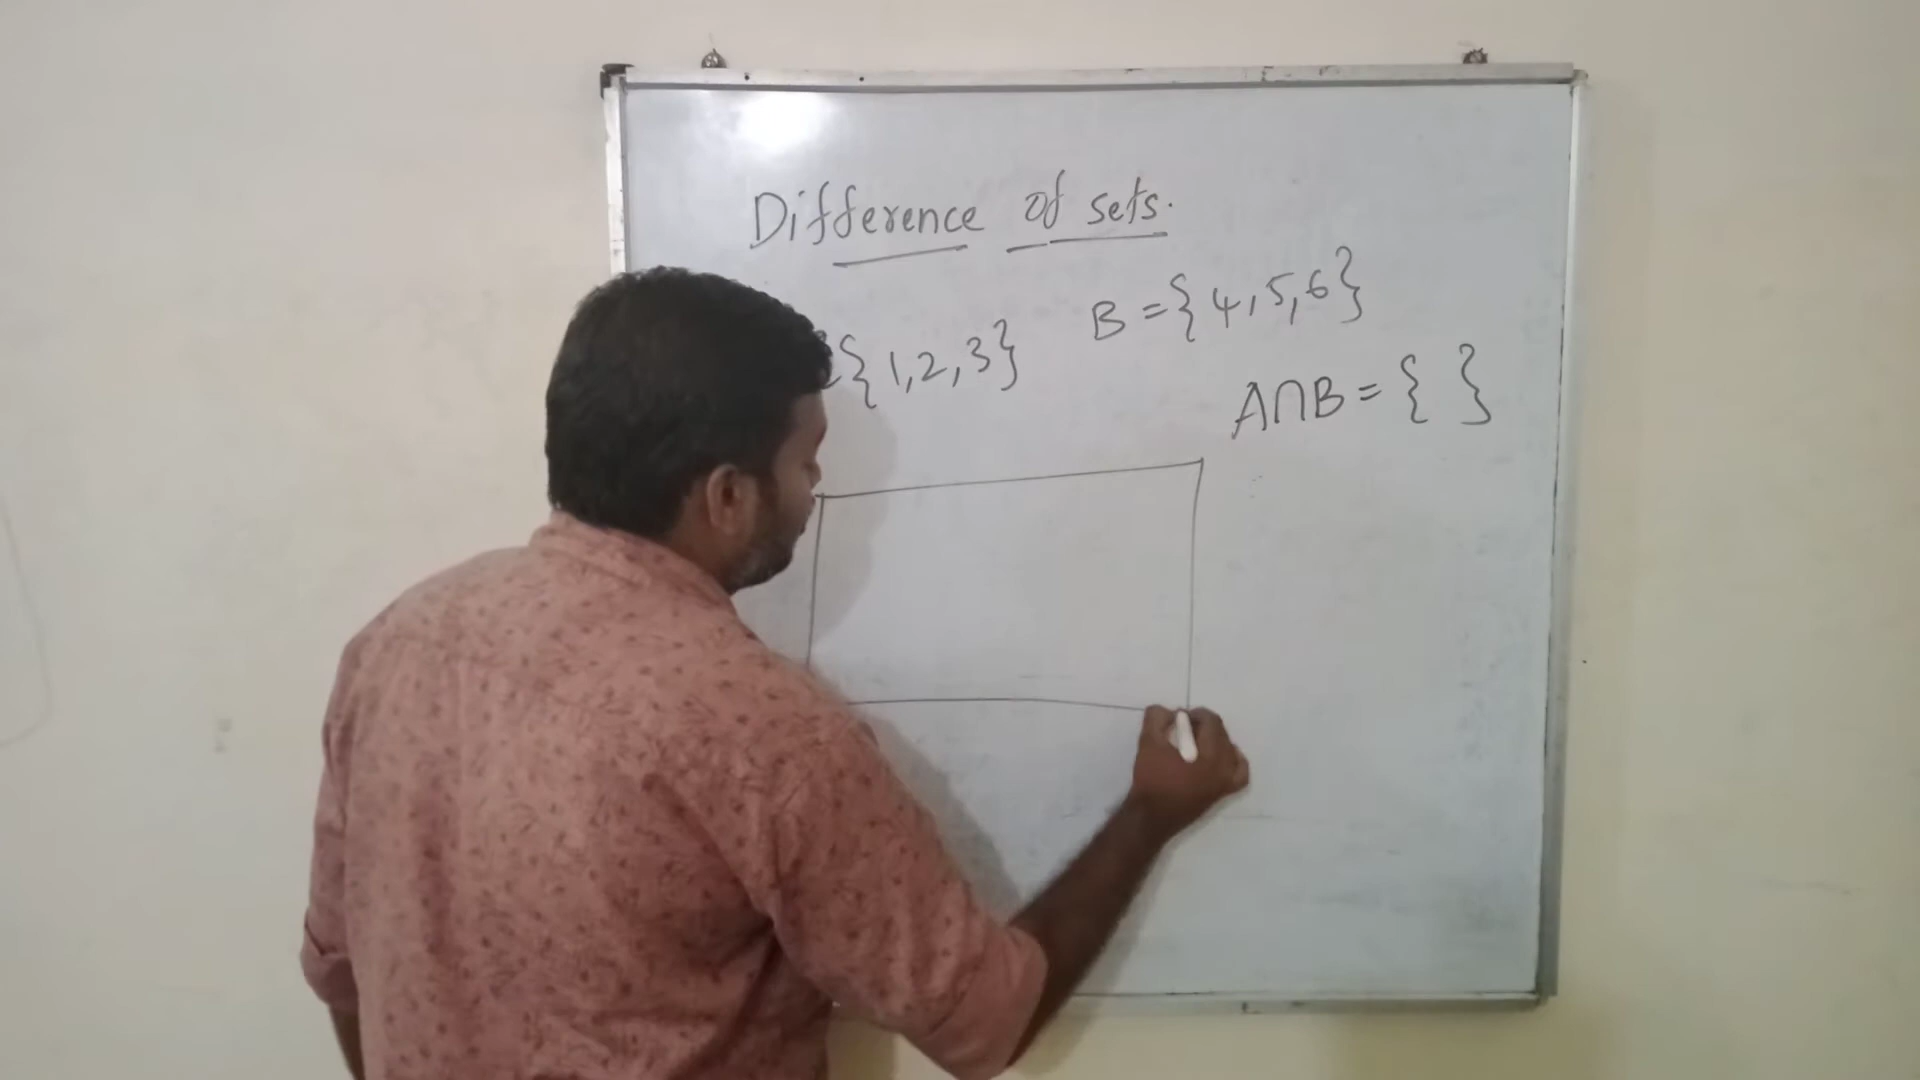 Difference of sets.
{1,2,3} B={4,5,6}
A∩B={ }